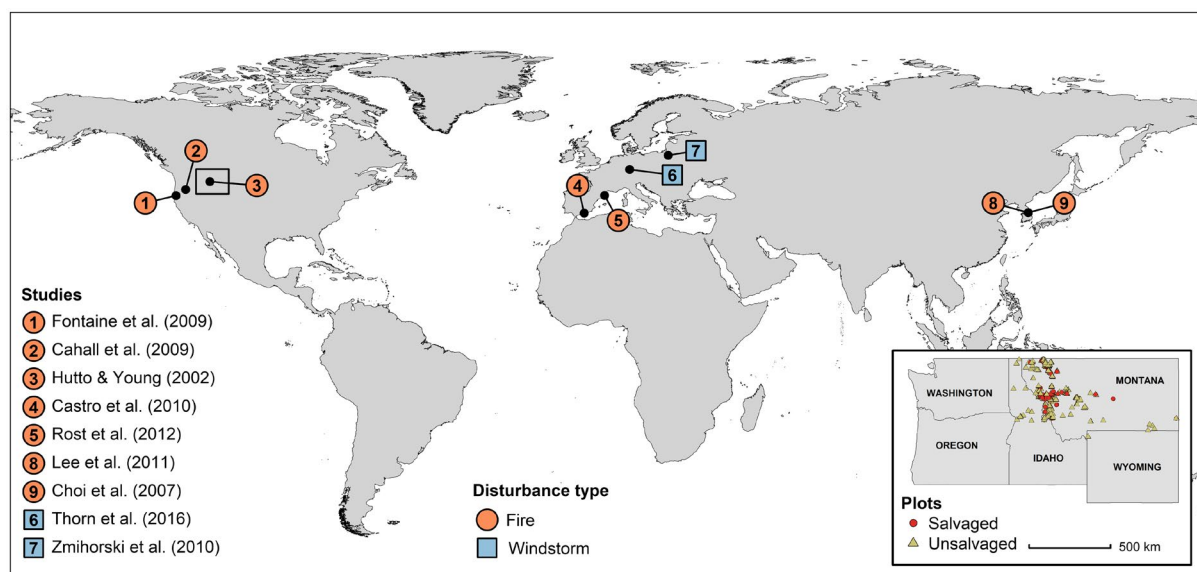 2
1
3
4
5
6
7
8
9
Studies
1 Fontaine et al. (2009)
2 Cahall et al. (2009)
3 Hutto & Young (2002)
4 Castro et al. (2010)
5 Rost et al. (2012)
8 Lee et al. (2011)
9 Choi et al. (2007)
6 Thorn et al. (2016)
7 Zmihorski et al. (2010)
Disturbance type
Fire
Windstorm
WASHINGTON
MONTANA
OREGON
IDAHO
WYOMING
Plots
Salvaged
Unsalvaged
500 km